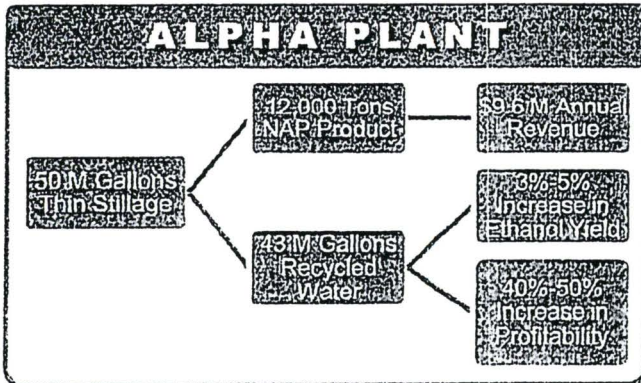 ALPHA PLANT
12,000 Tons
NAP Product
$9.6 M Annual
Revenue
50 M Gallons
Thin Stillage
3%-5%
Increase in
Ethanol Yield
43 M Gallons
Recycled
Water
40%-50%
Increase in
Profitability